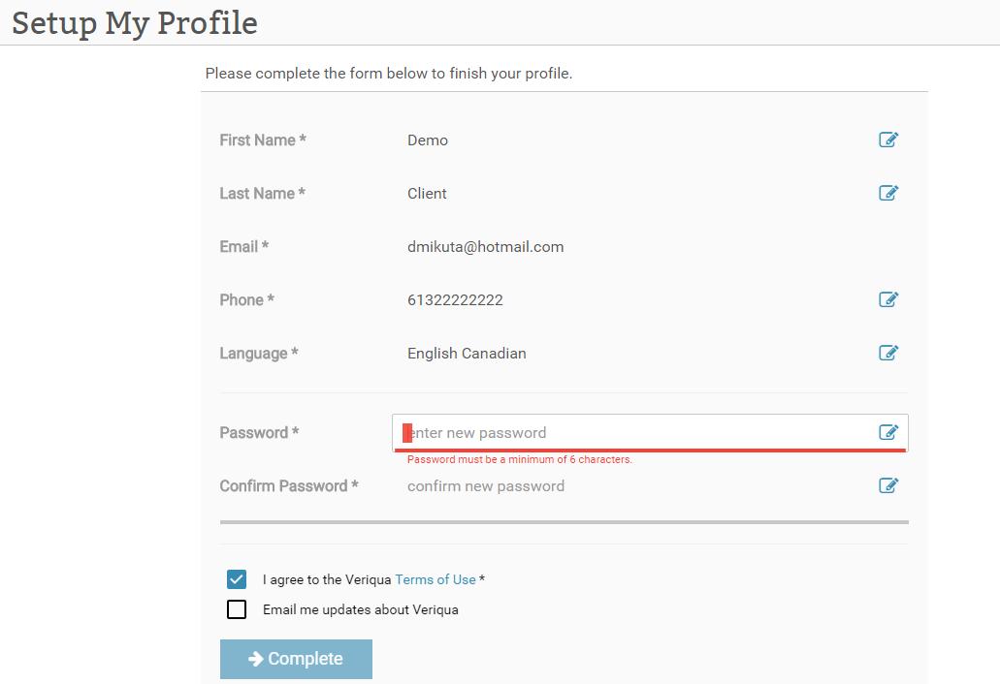 Setup My Profile
Please complete the form below to finish your profile.
First Name * Demo
Last Name * Client
Email * dmikuta@hotmail.com
Phone * 61322222222
Language * English Canadian
Password * enter new password
Password must be a minimum of 6 characters.
Confirm Password * confirm new password
I agree to the Veriqua Terms of Use *
Email me updates about Veriqua
Complete